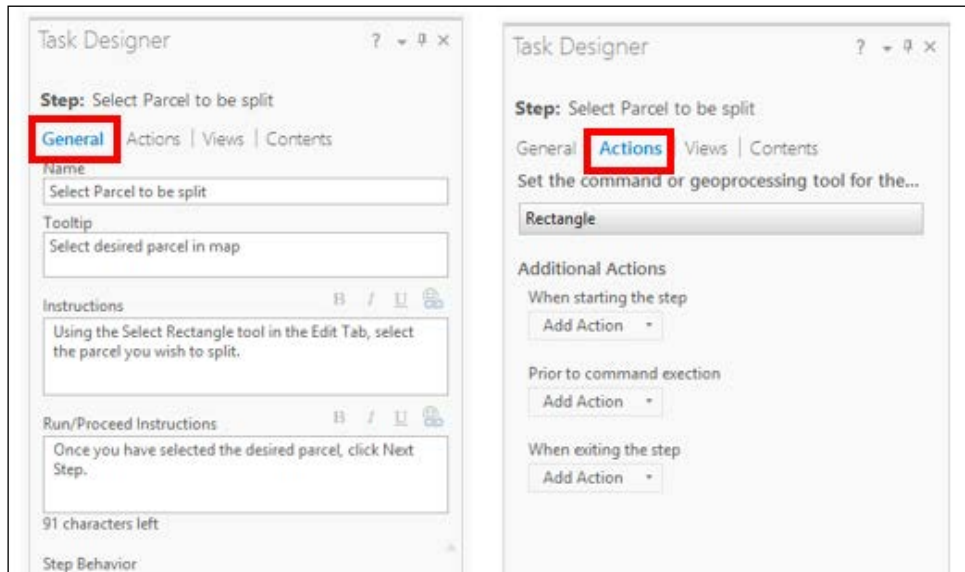 Task Designer
Step: Select Parcel to be split
General | Actions | Views | Contents
Name
Select Parcel to be split
Tooltip
Select desired parcel in map
Instructions
B I U
Using the Select Rectangle tool in the Edit Tab, select
the parcel you wish to split.
Run/Proceed Instructions
B I U
Once you have selected the desired parcel, click Next
Step.
91 characters left
Step Behavior
Task Designer
Step: Select Parcel to be split
General | Actions | Views | Contents
Set the command or geoprocessing tool for the...
Rectangle
Additional Actions
When starting the step
Add Action
Prior to command exection
Add Action
When exiting the step
Add Action